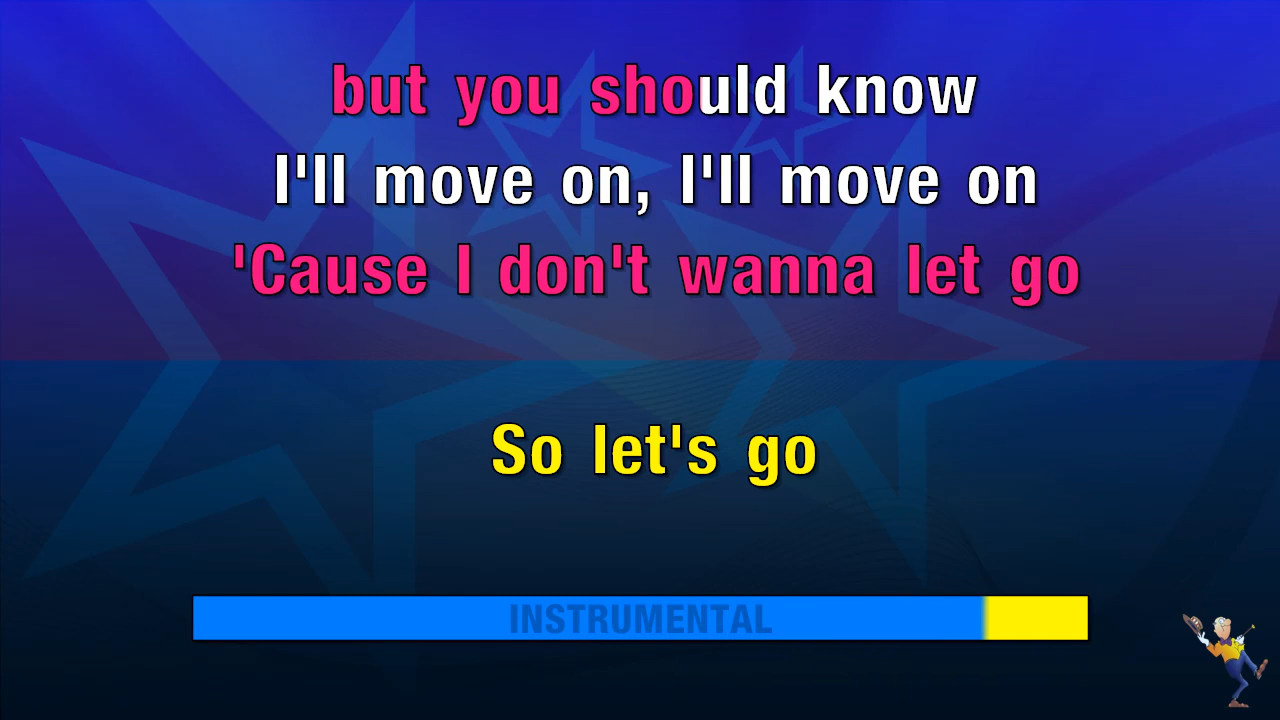 but you should know
I'll move on, I'll move on
'Cause I don't wanna let go
So let's go
INSTRUMENTAL